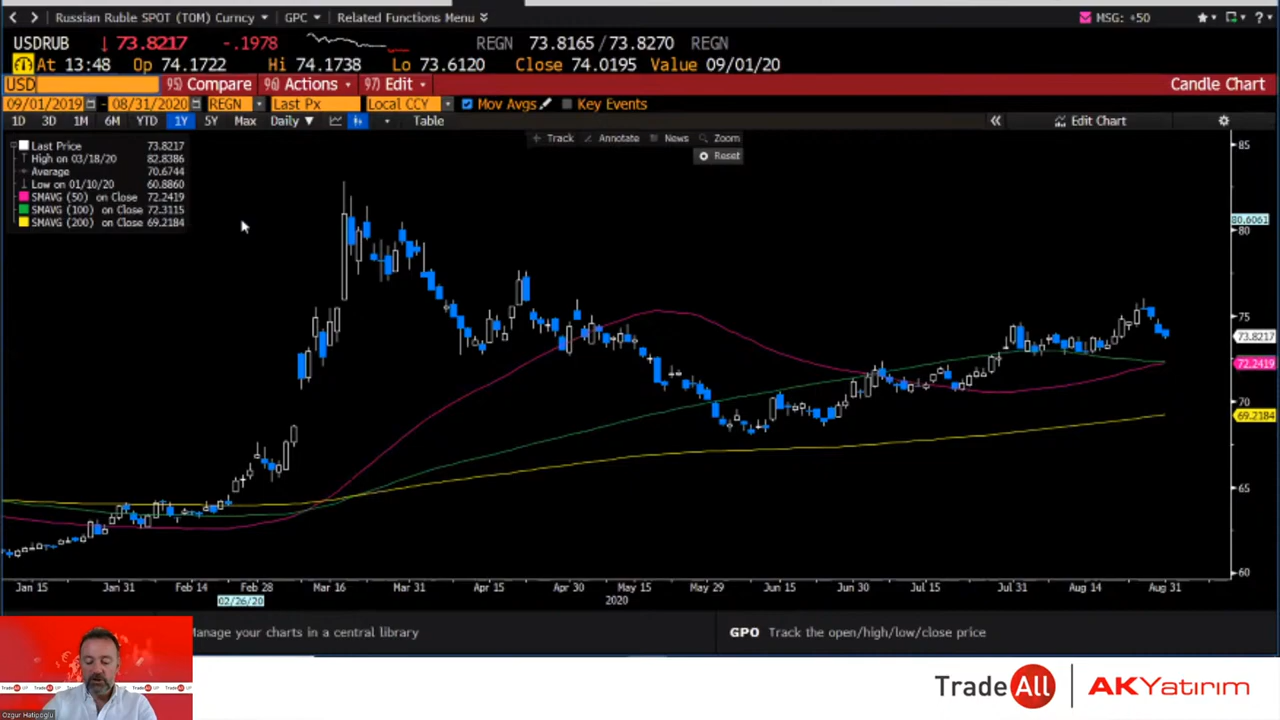 Russian Ruble SPOT (TOM) Curncy GPC Related Functions Menu MSG: +50
USDRUB ↓ 73.8217 -.1978 REGN 73.8165/73.8270 REGN
At 13:48 Op 74.1722 Hi 74.1738 Lo 73.6120 Close 74.0195 Value 09/01/20
USD 95) Compare 96) Actions 97) Edit Candle Chart
09/01/2019 - 08/31/2020 REGN Last Px Local CCY Mov Avgs Key Events
1D 3D 1M 6M YTD 1Y 5Y Max Daily ▼ Table « Edit Chart
+ Track Annotate News Zoom
Reset
Last Price 73.8217
High on 03/18/20 82.8386
Average 70.6744
Low on 01/10/20 60.8860
SMAVG (50) on Close 72.2419
SMAVG (100) on Close 72.3115
SMAVG (200) on Close 69.2184
85
80.6061
80
75
73.8217
72.2419
70
69.2184
65
60
Jan 15 Jan 31 Feb 14 Feb 28 Mar 16 Mar 31 Apr 15 Apr 30 May 15 May 29 Jun 15 Jun 30 Jul 15 Jul 31 Aug 14 Aug 31
02/26/20 2020
Manage your charts in a central library GPO Track the open/high/low/close price
TradeAll AKYatırım
Ozgur Hatipoglu